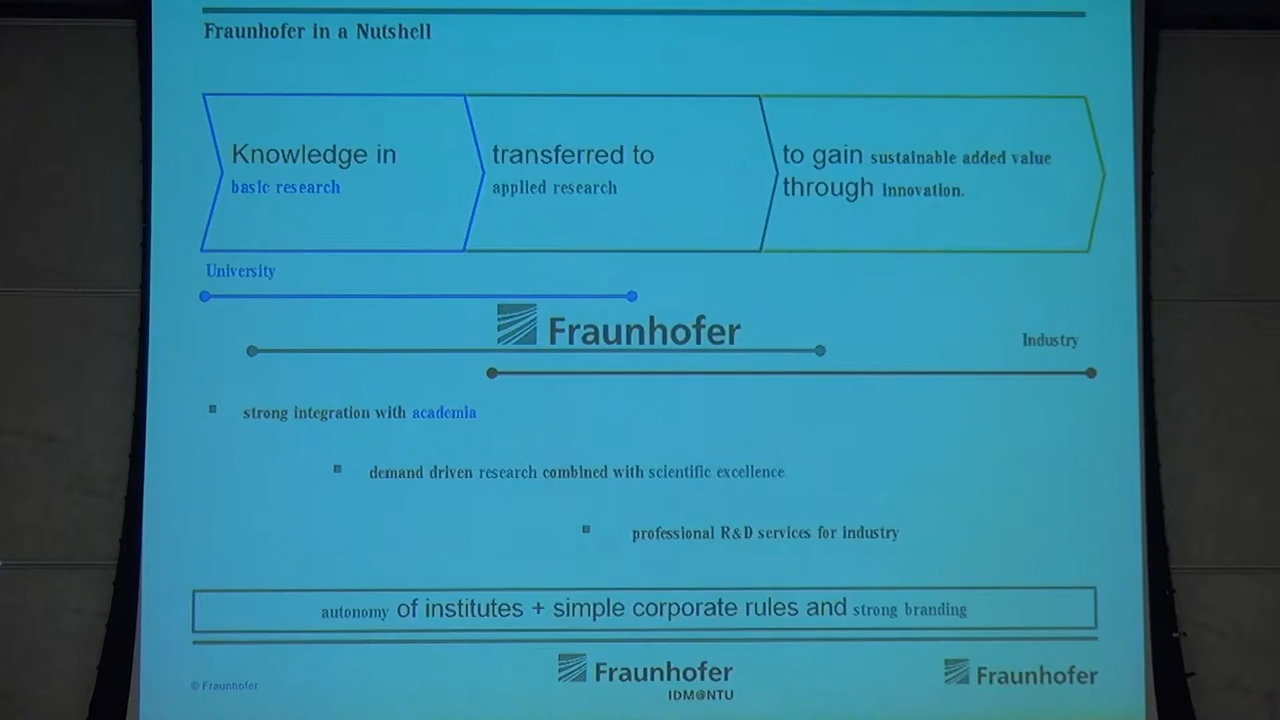 Fraunhofer in a Nutshell
Knowledge in
basic research
transferred to
applied research
to gain sustainable added value
through innovation.
University
Fraunhofer
Industry
strong integration with academia
demand driven research combined with scientific excellence
professional R&D services for industry
autonomy of institutes + simple corporate rules and strong branding
© Fraunhofer
Fraunhofer
IDM@NTU
Fraunhofer